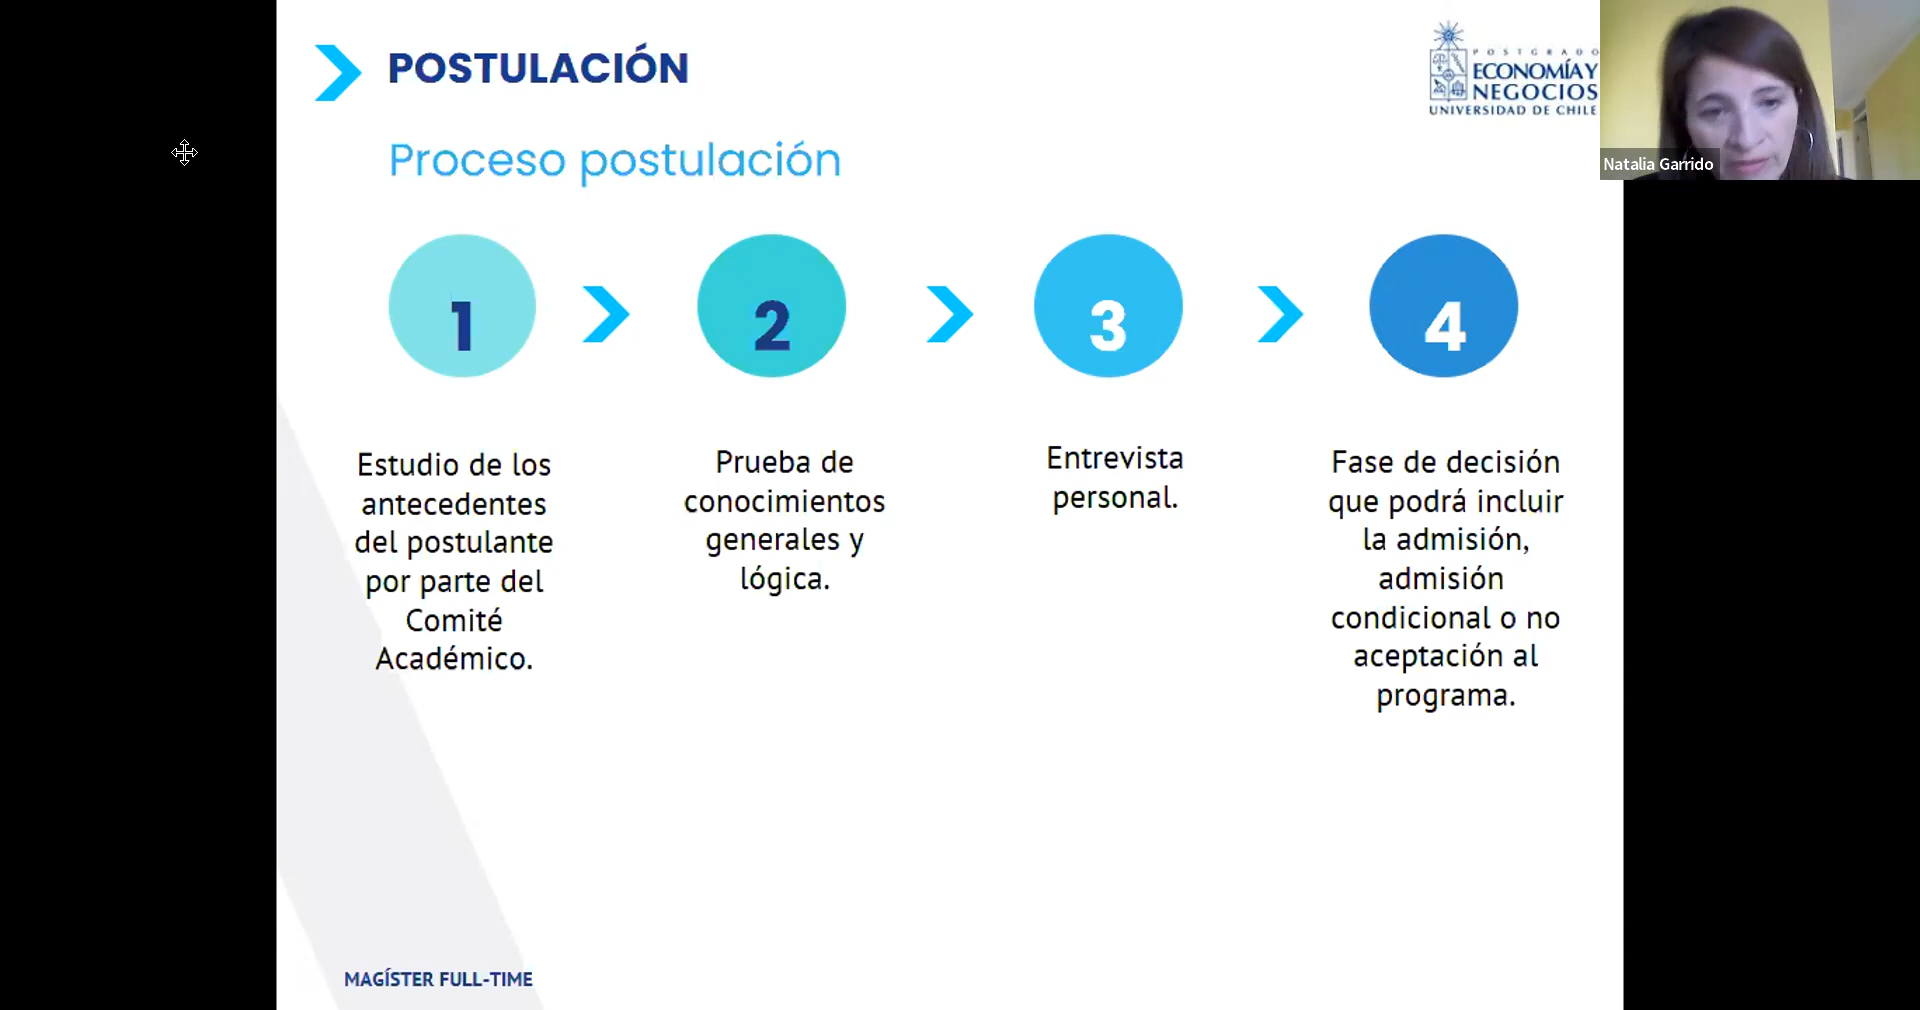 POSTULACIÓN
Proceso postulación
POSTGRADO
ECONOMÍA Y
NEGOCIOS
UNIVERSIDAD DE CHILE
Natalia Garrido
1
2
3
4
Estudio de los
antecedentes
del postulante
por parte del
Comité
Académico.
Prueba de
conocimientos
generales y
lógica.
Entrevista
personal.
Fase de decisión
que podrá incluir
la admisión,
admisión
condicional o no
aceptación al
programa.
MAGÍSTER FULL-TIME